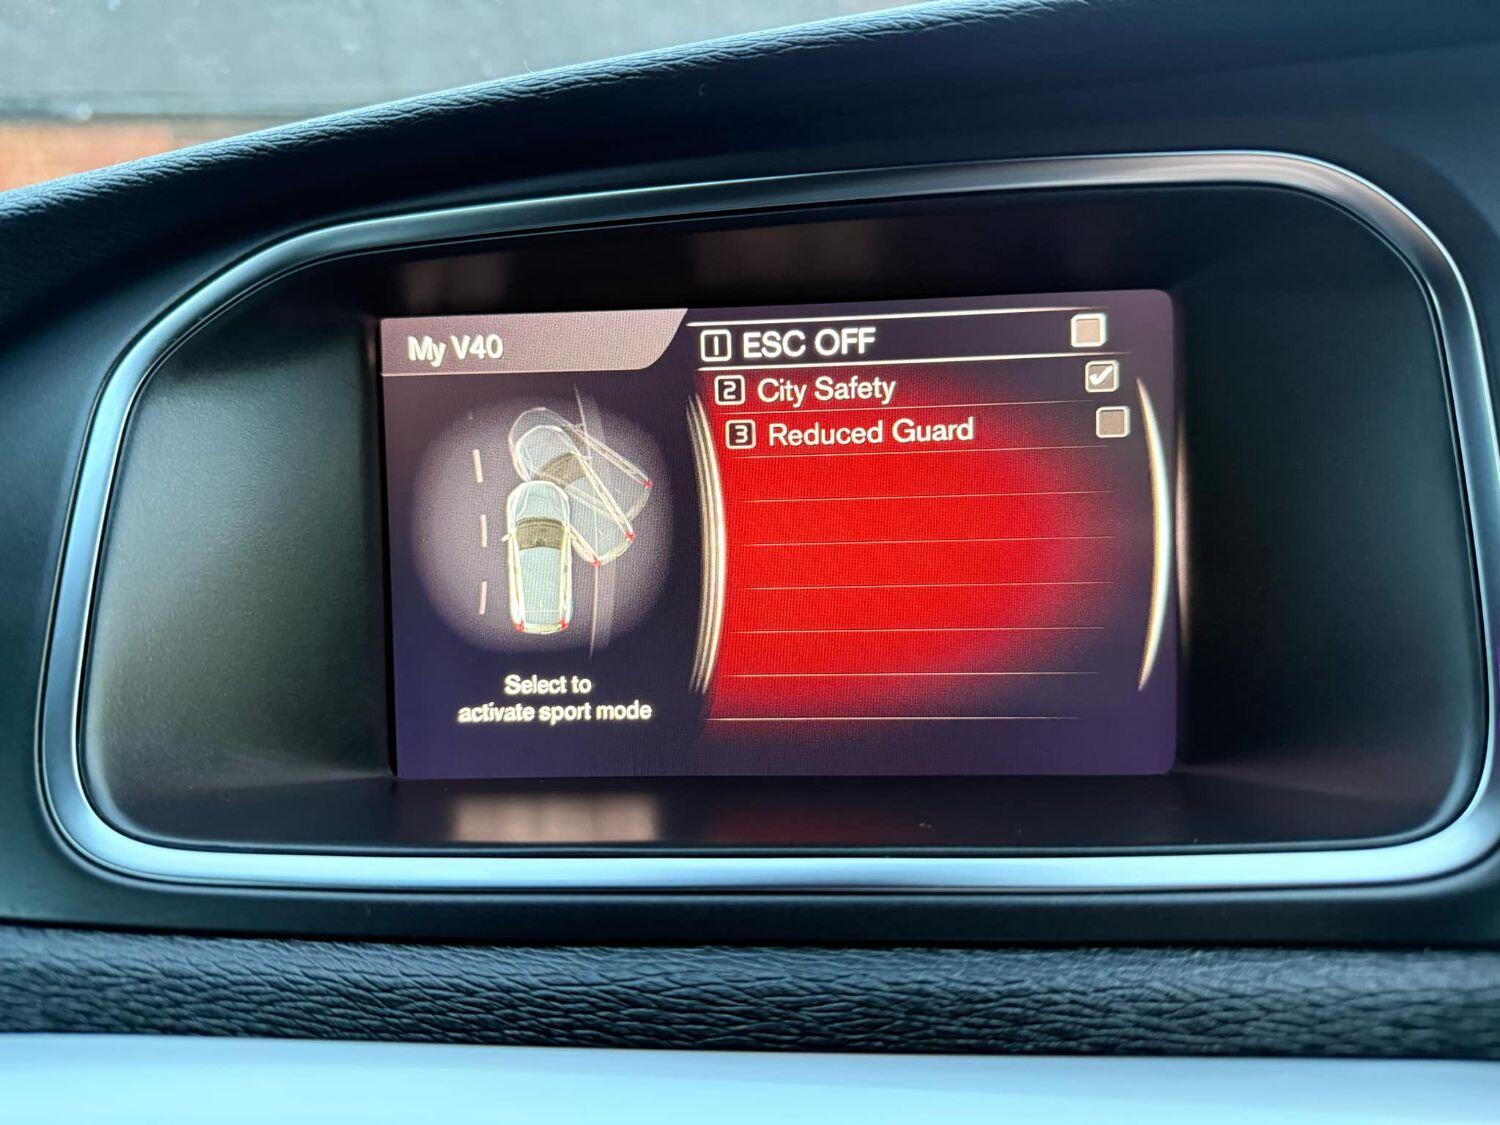 My V40
1 ESC OFF
2 City Safety
3 Reduced Guard
Select to
activate sport mode